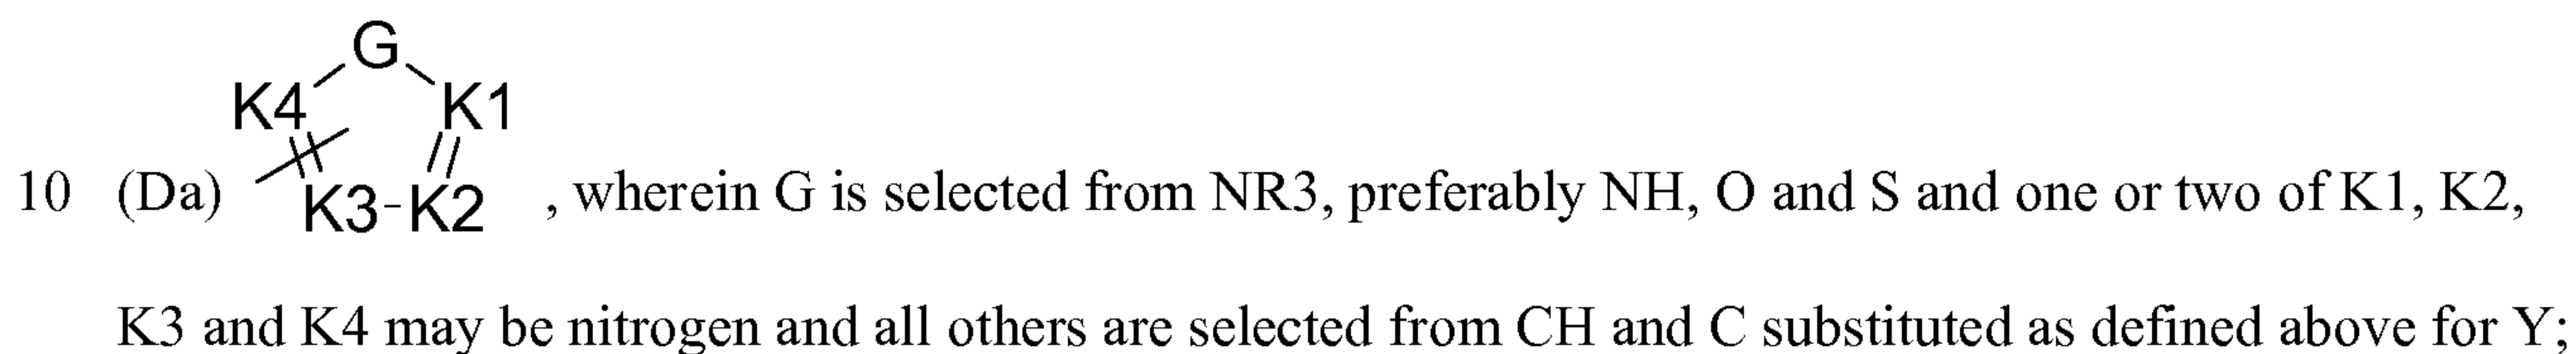 G
K4 K1
10 (Da) K3-K2 , wherein G is selected from NR3, preferably NH, O and S and one or two of K1, K2,
K3 and K4 may be nitrogen and all others are selected from CH and C substituted as defined above for Y;